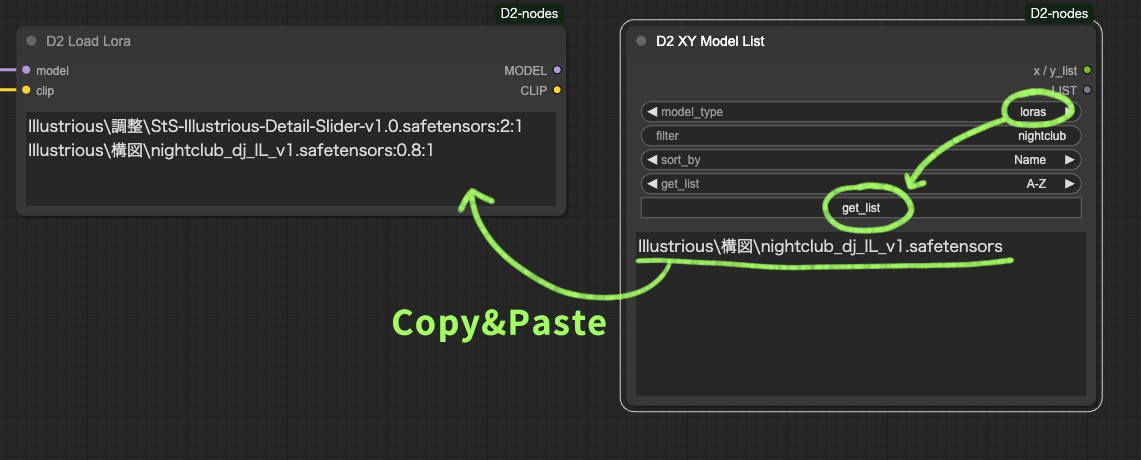 D2-nodes
D2 Load Lora
model MODEL
clip CLIP
Illustrious\調整\StS-Illustrious-Detail-Slider-v1.0.safetensors:2:1
Illustrious\構図\nightclub_dj_IL_v1.safetensors:0.8:1
D2-nodes
D2 XY Model List
x / y_list
LIST
model_type loras
filter nightclub
sort_by Name
get_list A-Z
get_list
Illustrious\構図\nightclub_dj_IL_v1.safetensors
Copy&Paste